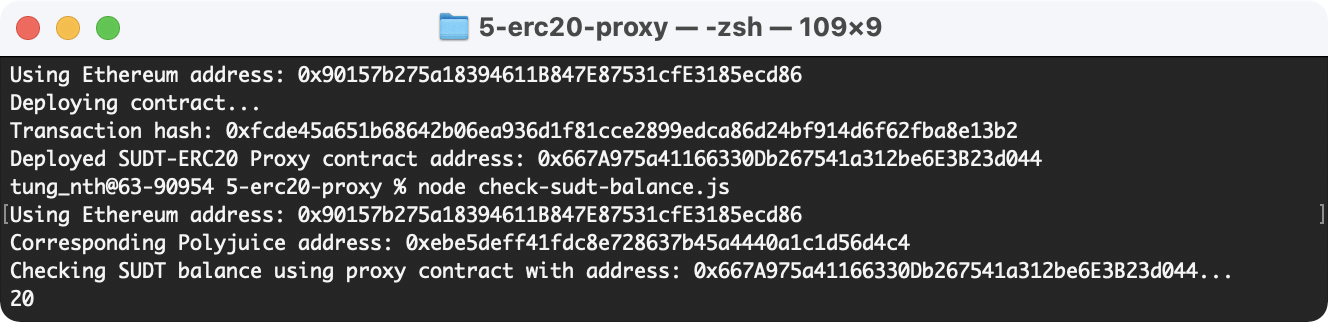 5-erc20-proxy — -zsh — 109×9
Using Ethereum address: 0x90157b275a18394611B847E87531cfE3185ecd86
Deploying contract...
Transaction hash: 0xfcde45a651b68642b06ea936d1f81cce2899edca86d24bf914d6f62fba8e13b2
Deployed SUDT-ERC20 Proxy contract address: 0x667A975a41166330Db267541a312be6E3B23d044
tung_nth@63-90954 5-erc20-proxy % node check-sudt-balance.js
[Using Ethereum address: 0x90157b275a18394611B847E87531cfE3185ecd86 ]
Corresponding Polyjuice address: 0xebe5deff41fdc8e728637b45a4440a1c1d56d4c4
Checking SUDT balance using proxy contract with address: 0x667A975a41166330Db267541a312be6E3B23d044...
20